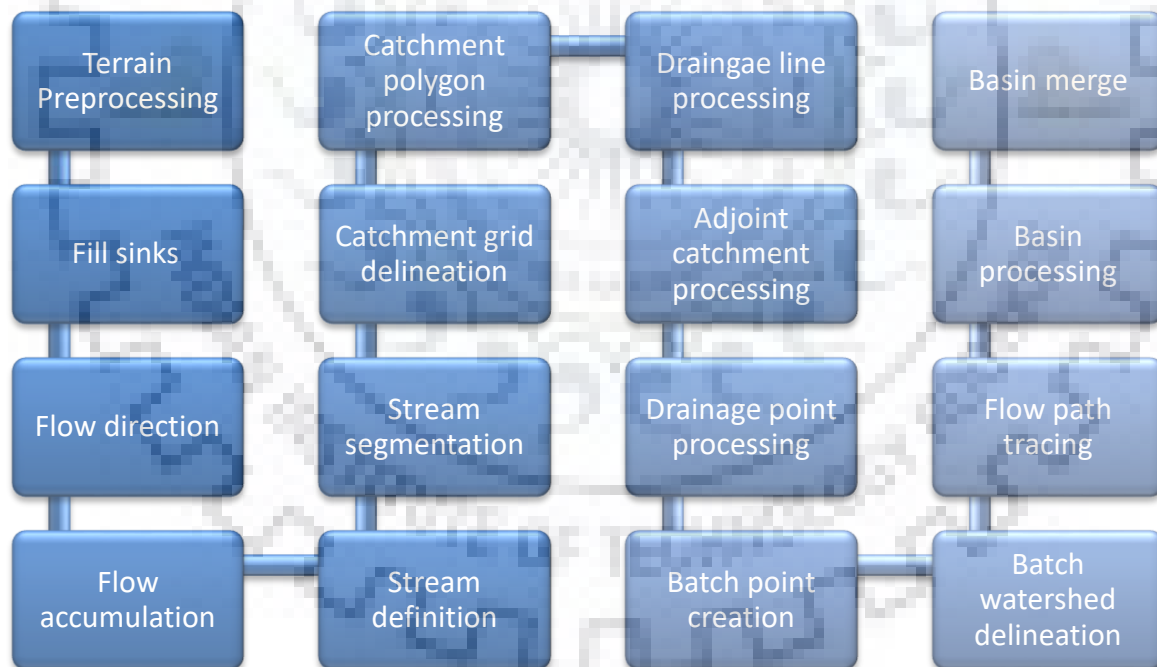 Terrain
Preprocessing
Fill sinks
Flow direction
Flow
accumulation
Stream
definition
Stream
segmentation
Catchment grid
delineation
Catchment
polygon
processing
Draingae line
processing
Adjoint
catchment
processing
Drainage point
processing
Batch point
creation
Batch
watershed
delineation
Flow path
tracing
Basin
processing
Basin merge